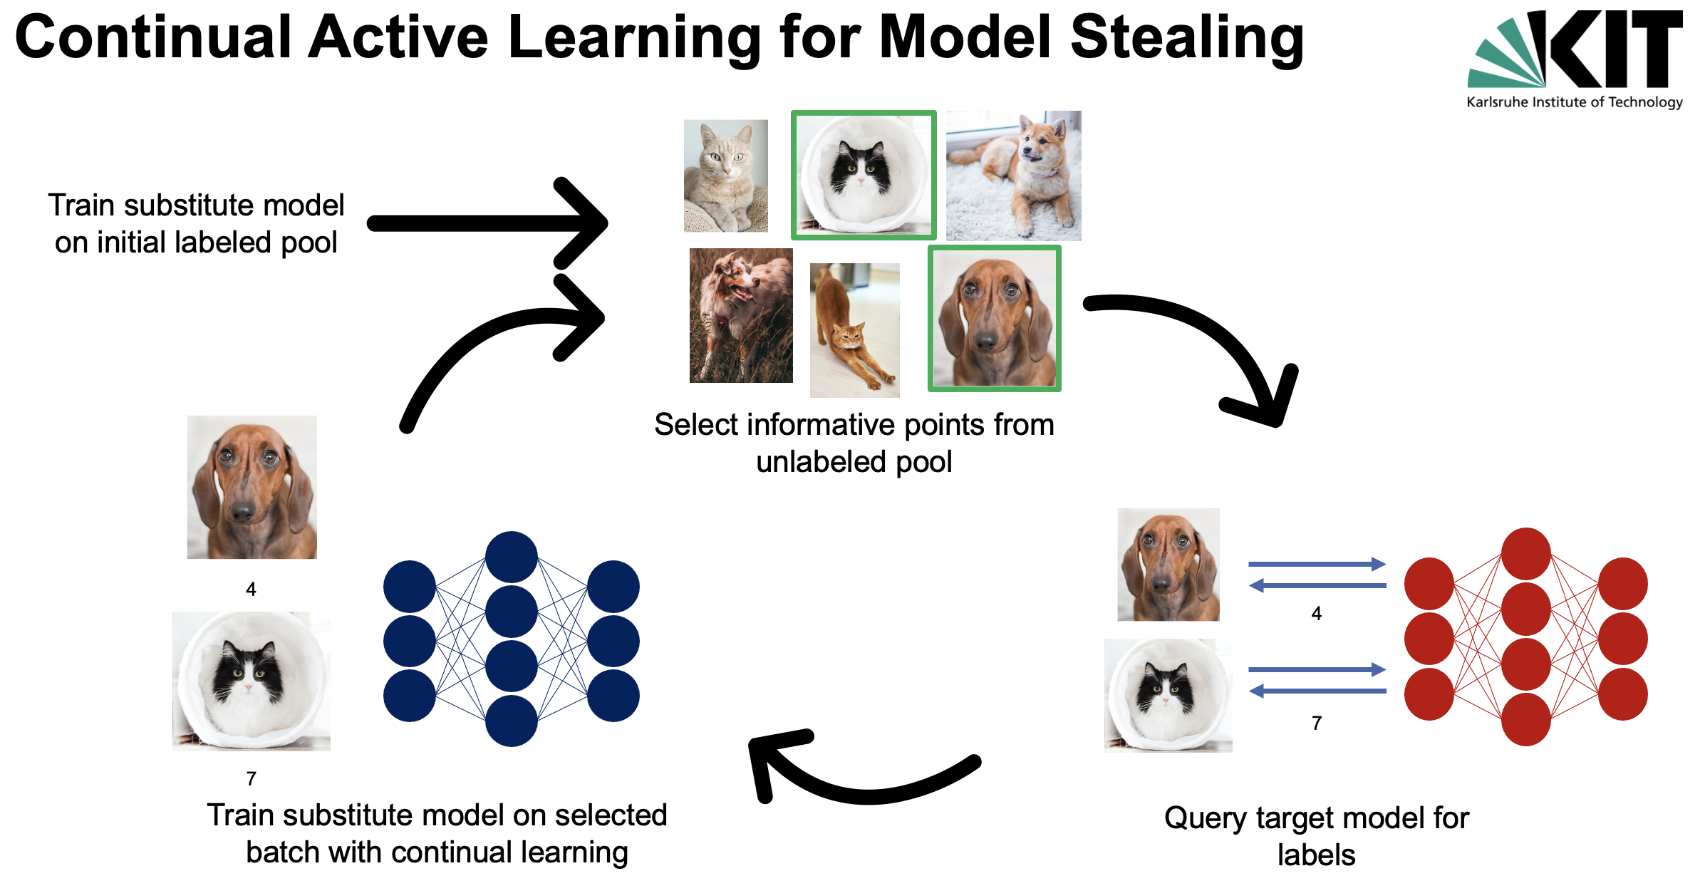 Continual Active Learning for Model Stealing
KIT
Karlsruhe Institute of Technology
Train substitute model
on initial labeled pool
Select informative points from
unlabeled pool
4
7
Train substitute model on selected
batch with continual learning
4
7
Query target model for
labels